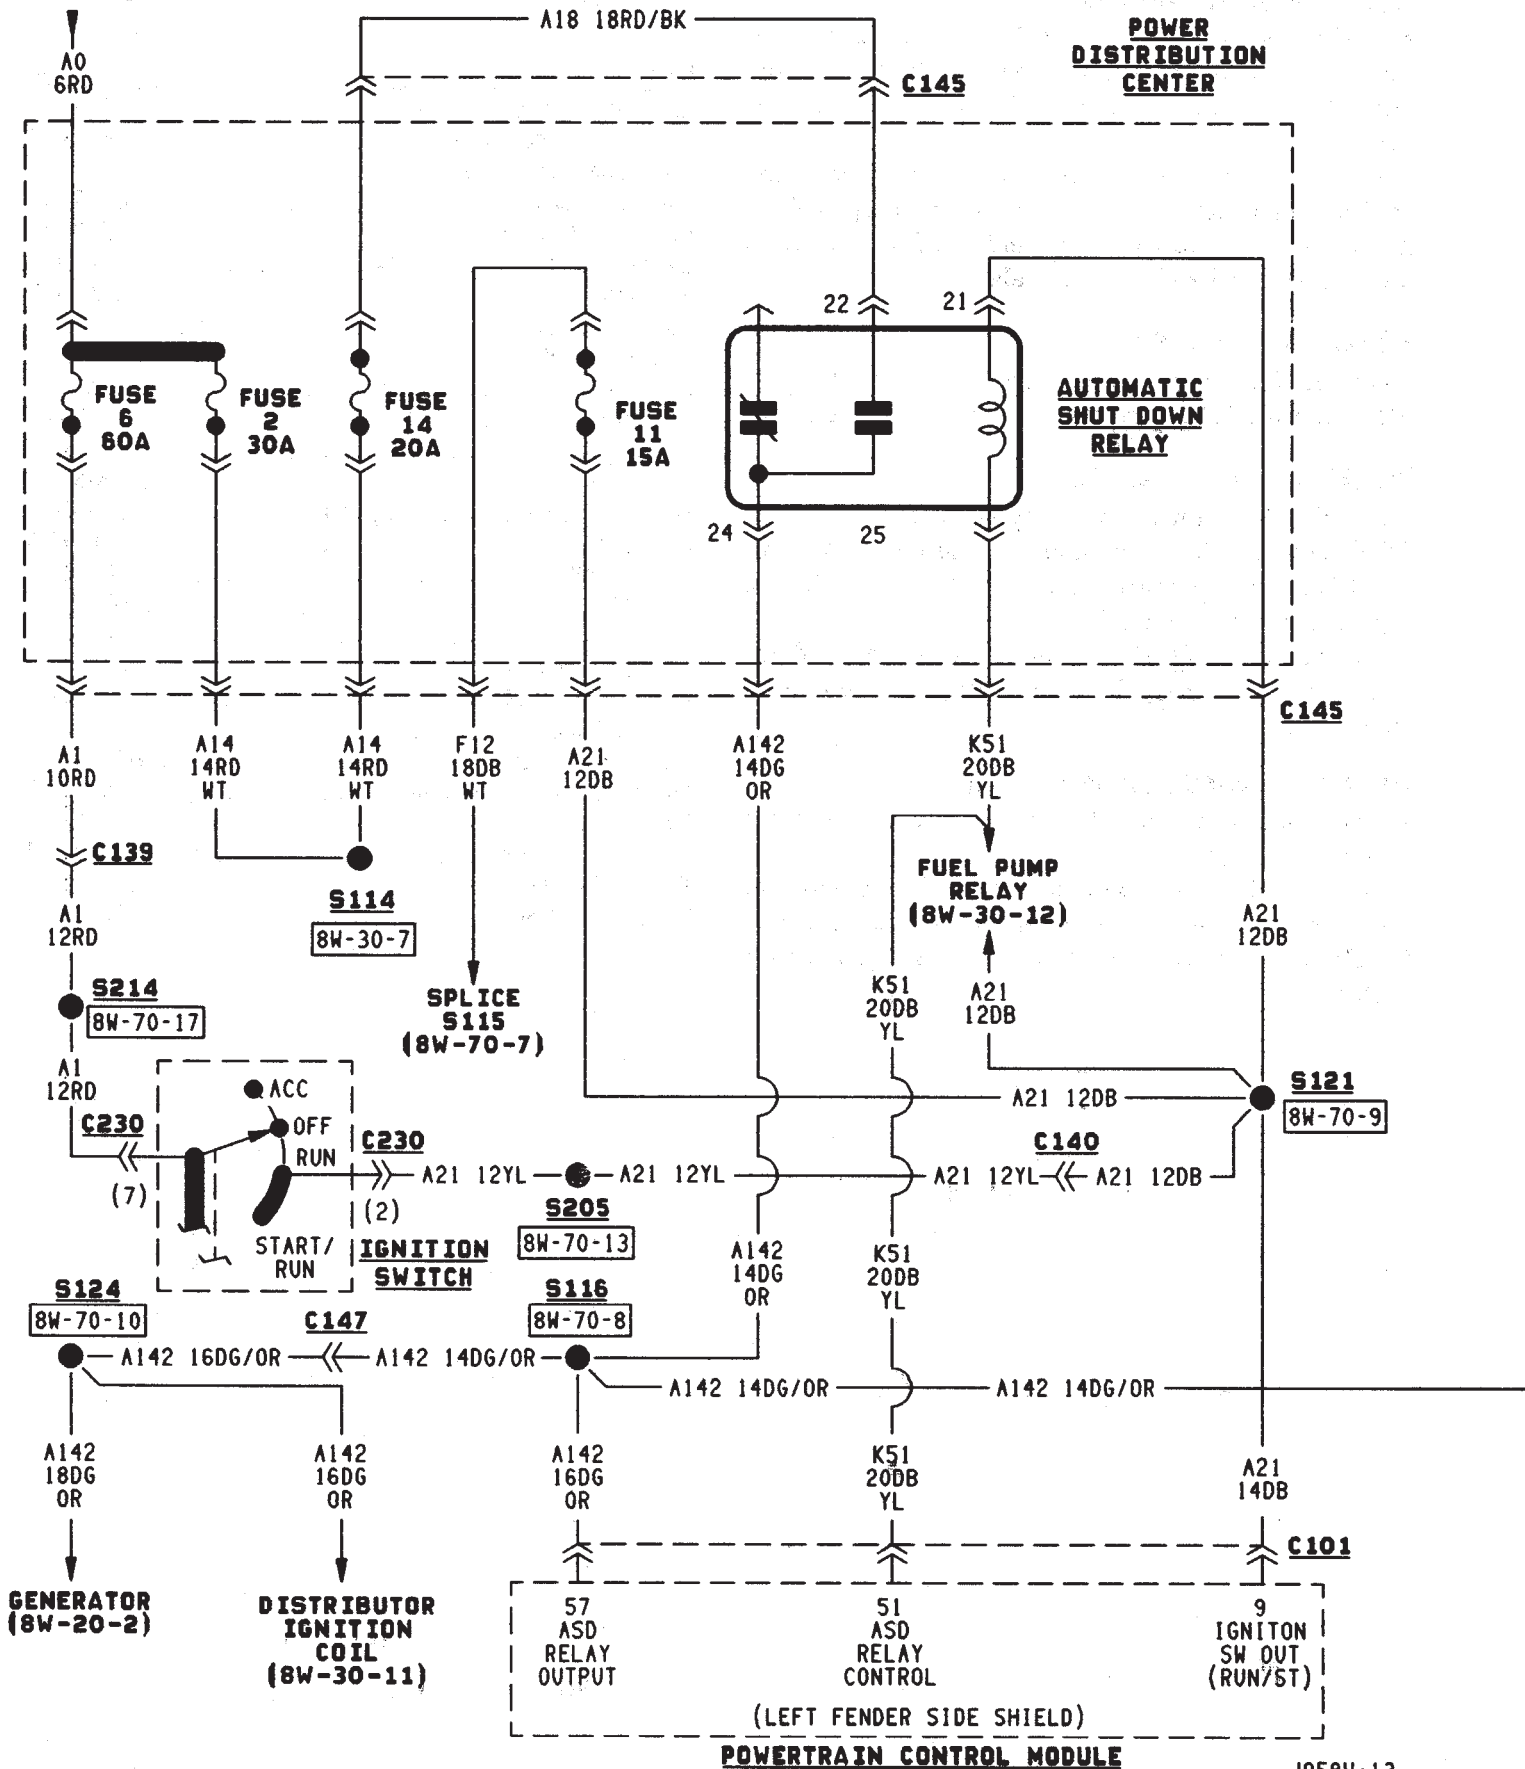 A18 18RD/BK
POWER
DISTRIBUTION
CENTER
A0
6RD
C145
22
21
FUSE
6
60A
FUSE
2
30A
FUSE
14
20A
FUSE
11
15A
AUTOMATIC
SHUT DOWN
RELAY
24
25
C145
A1
10RD
A14
14RD
WT
A14
14RD
WT
F12
18DB
WT
A21
12DB
A142
14DG
OR
K51
20DB
YL
C139
FUEL PUMP
RELAY
(8W-30-12)
S114
8W-30-7
A1
12RD
A21
12DB
S214
8W-70-17
SPLICE
S115
(8W-70-7)
K51
20DB
YL
A21
12DB
A1
12RD
ACC
OFF
RUN
START/
RUN
C230
(7)
C230
(2)
IGNITION
SWITCH
A21 12YL
A21 12YL
A21 12YL
C140
A21 12DB
A21 12DB
S121
8W-70-9
S205
8W-70-13
A142
14DG
OR
K51
20DB
YL
S124
8W-70-10
C147
S116
8W-70-8
A142 16DG/OR
A142 14DG/OR
A142 14DG/OR
A142 14DG/OR
A142
18DG
OR
A142
16DG
OR
A142
16DG
OR
K51
20DB
YL
A21
14DB
C101
GENERATOR
(8W-20-2)
DISTRIBUTOR
IGNITION
COIL
(8W-30-11)
57
ASD
RELAY
OUTPUT
51
ASD
RELAY
CONTROL
9
IGNITON
SW OUT
(RUN/ST)
(LEFT FENDER SIDE SHIELD)
POWERTRAIN CONTROL MODULE